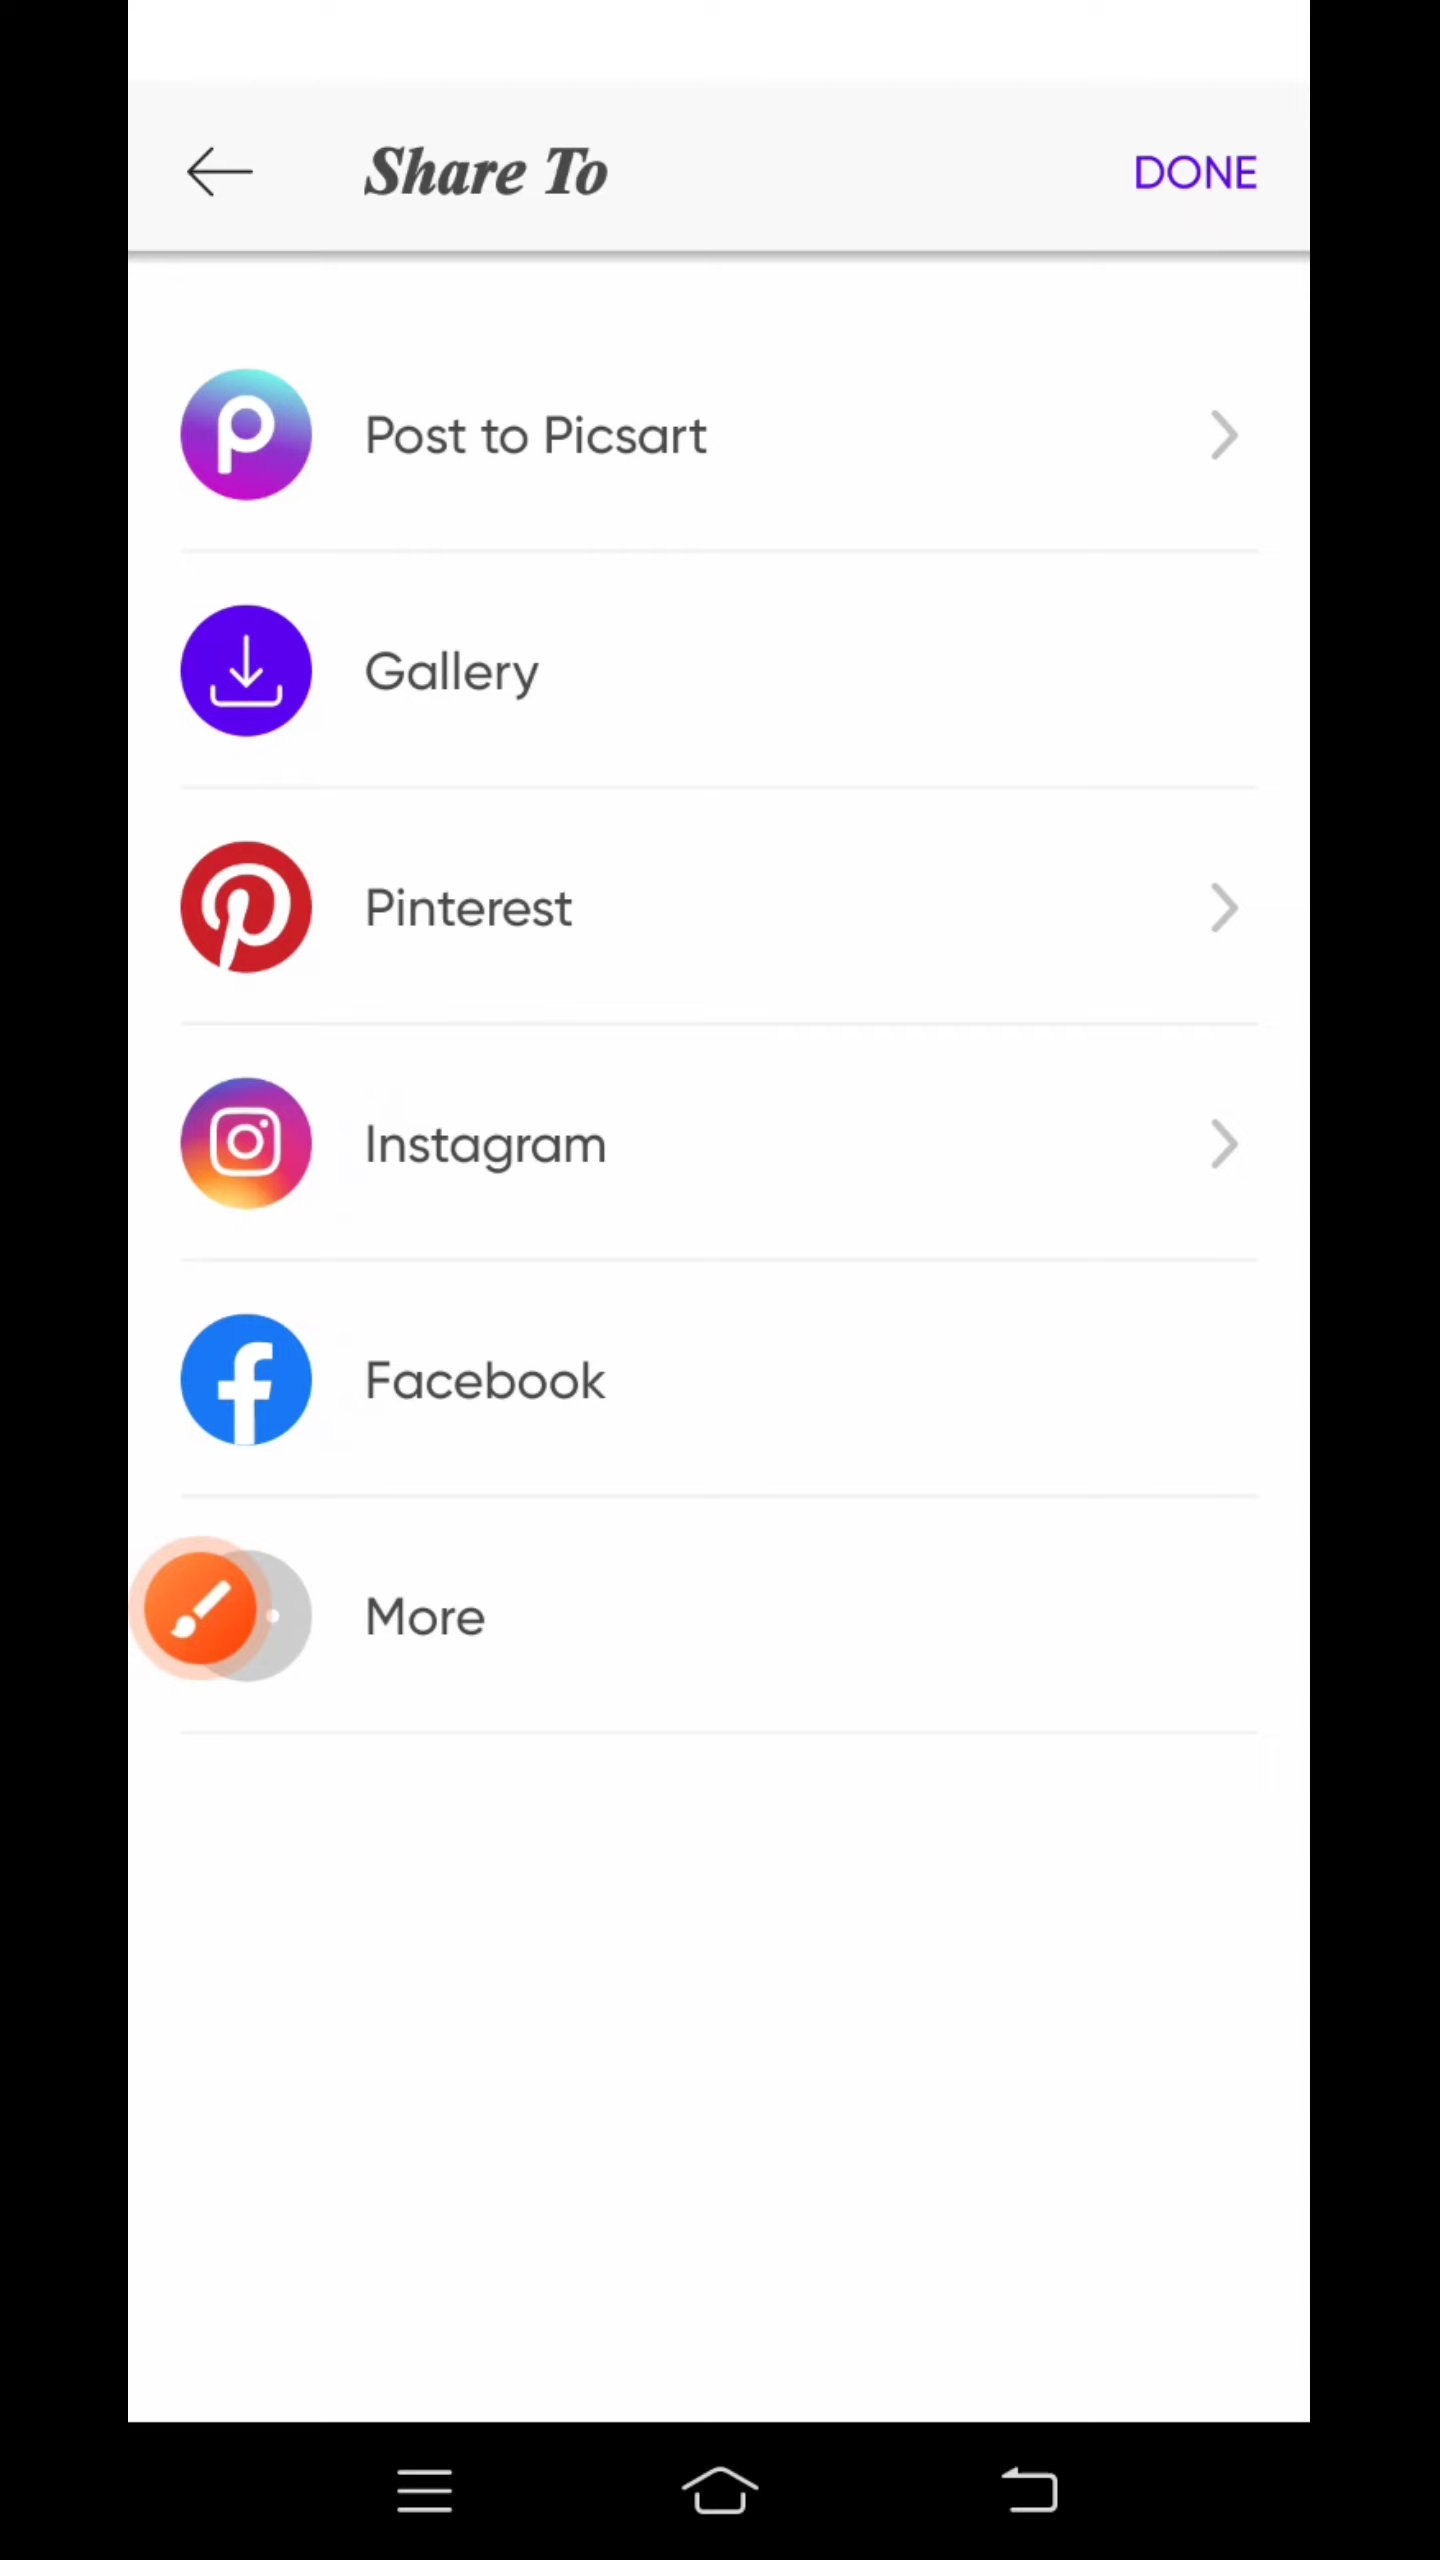 Share To
DONE
Post to Picsart
Gallery
Pinterest
Instagram
Facebook
More